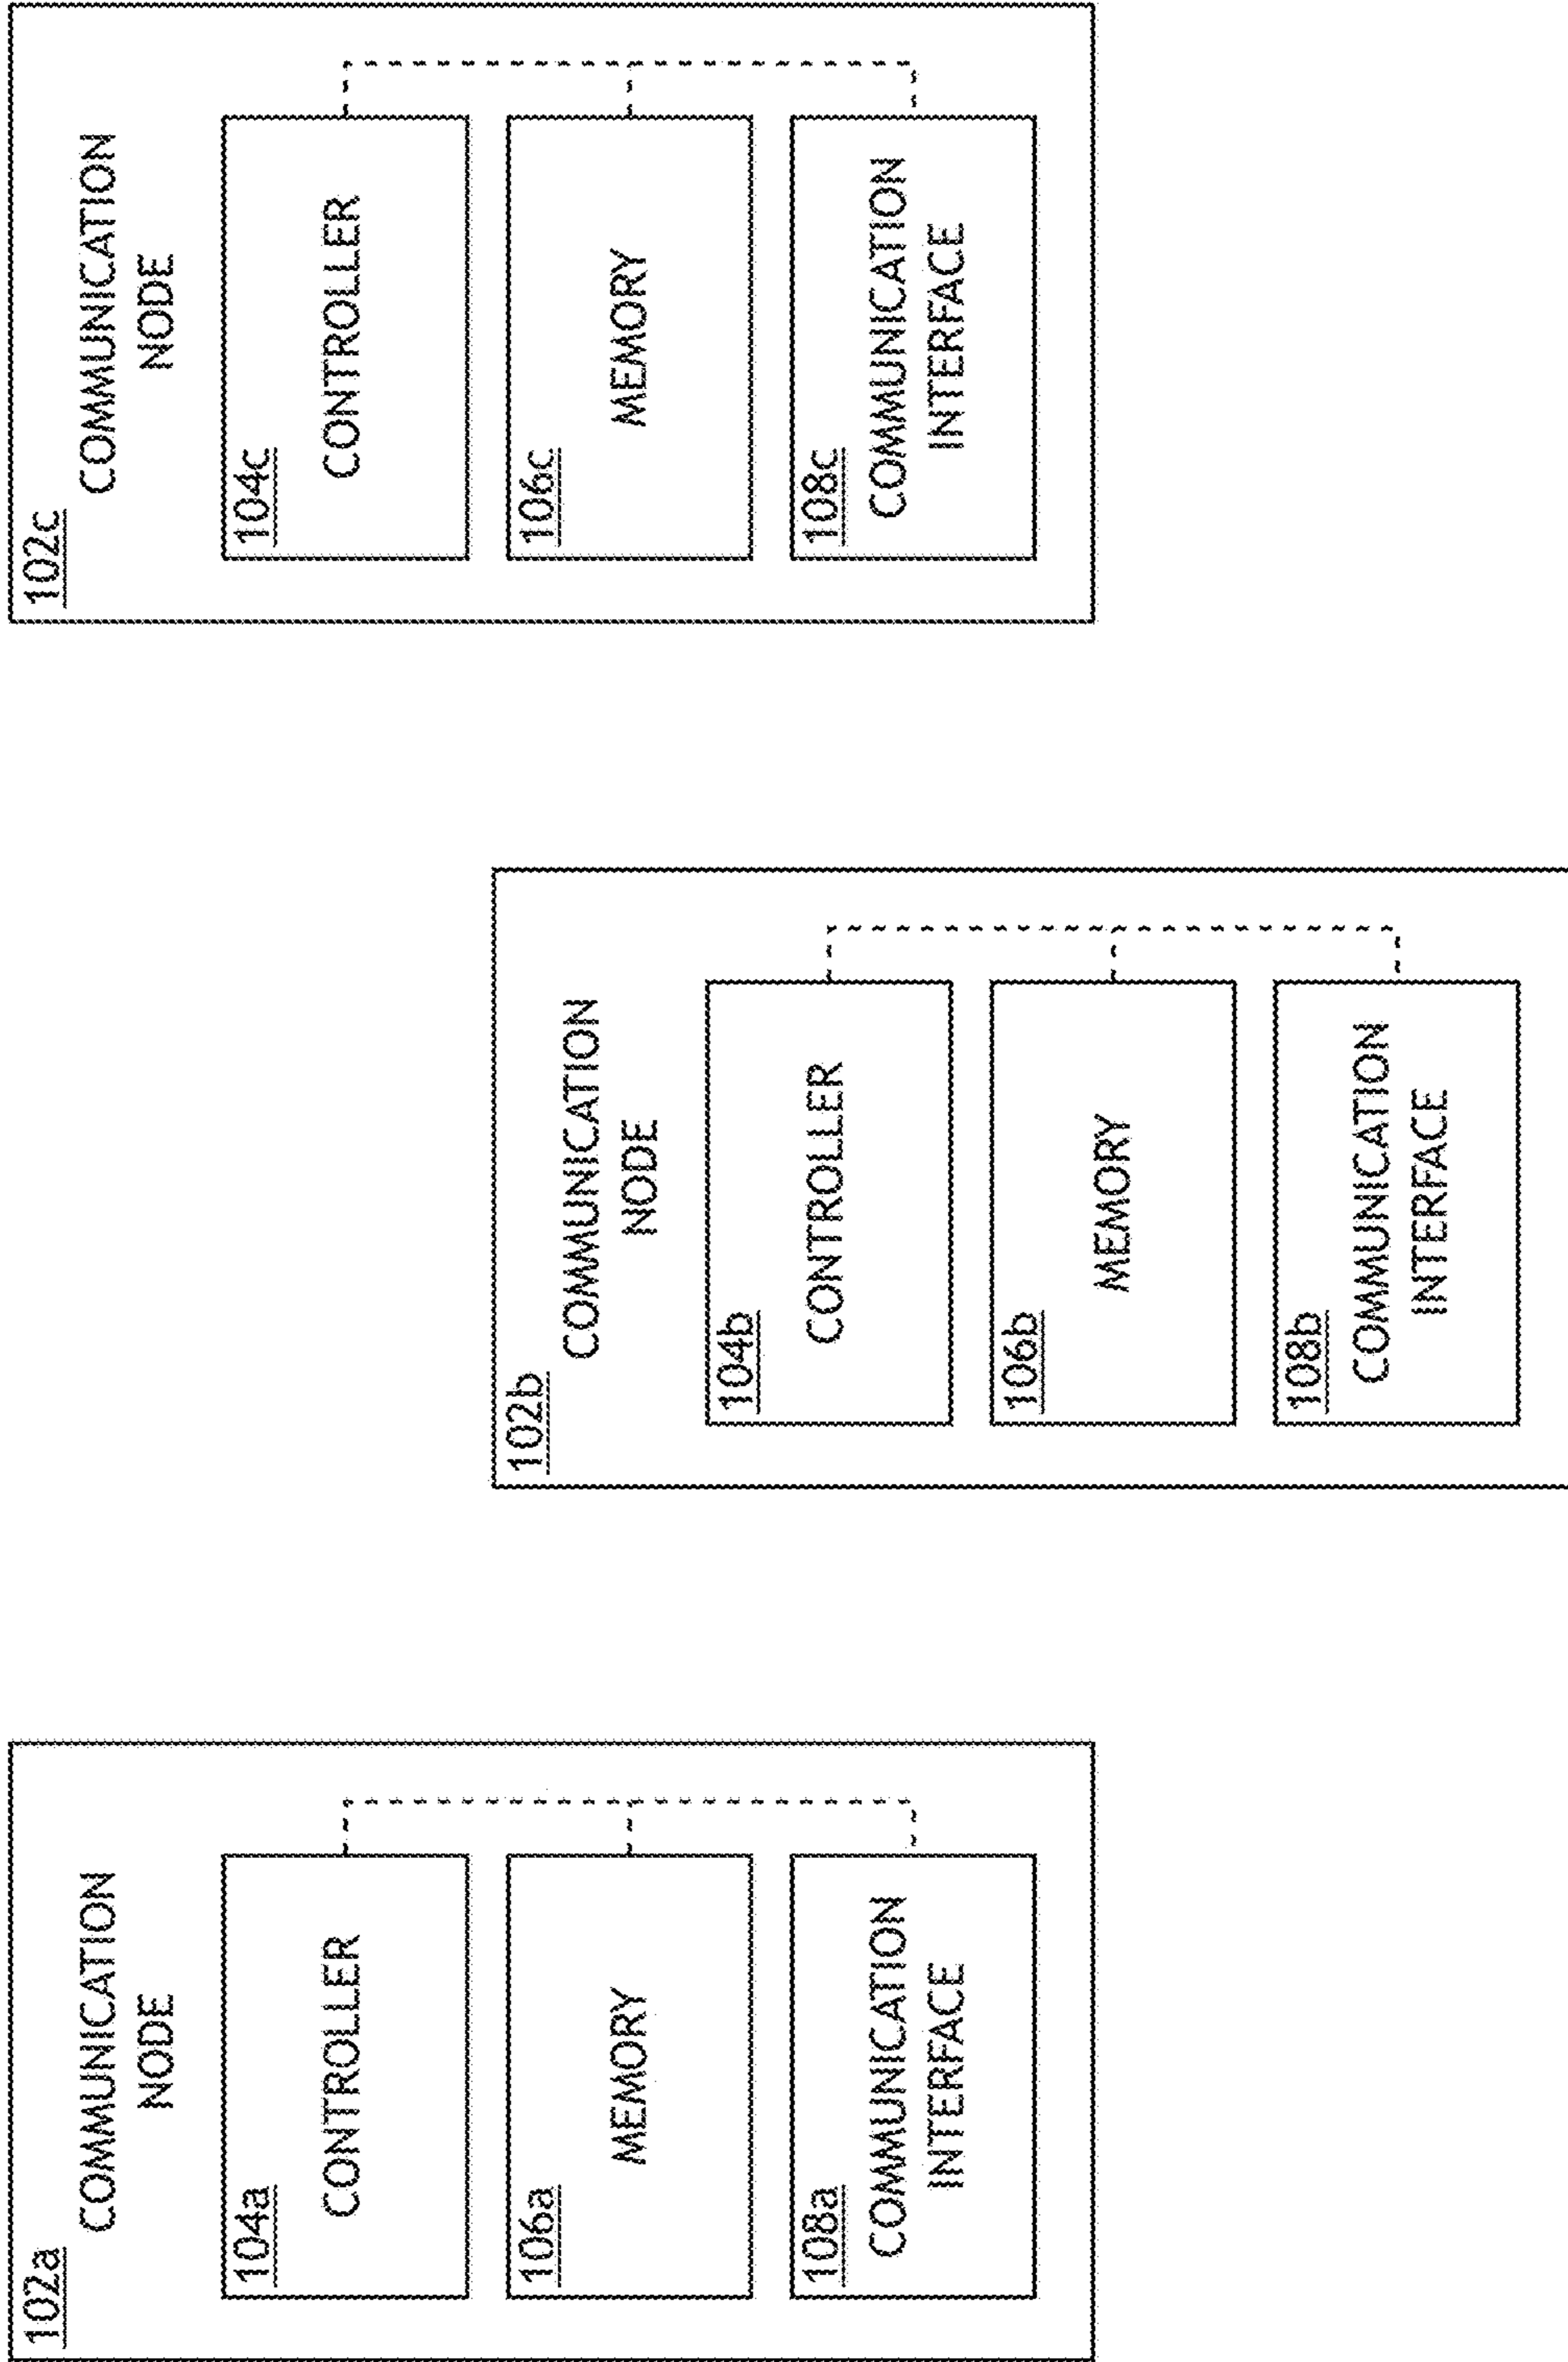 102a
COMMUNICATION
NODE
104a
CONTROLLER
106a
MEMORY
108a
COMMUNICATION
INTERFACE
102b
COMMUNICATION
NODE
104b
CONTROLLER
106b
MEMORY
108b
COMMUNICATION
INTERFACE
102c
COMMUNICATION
NODE
104c
CONTROLLER
106c
MEMORY
108c
COMMUNICATION
INTERFACE